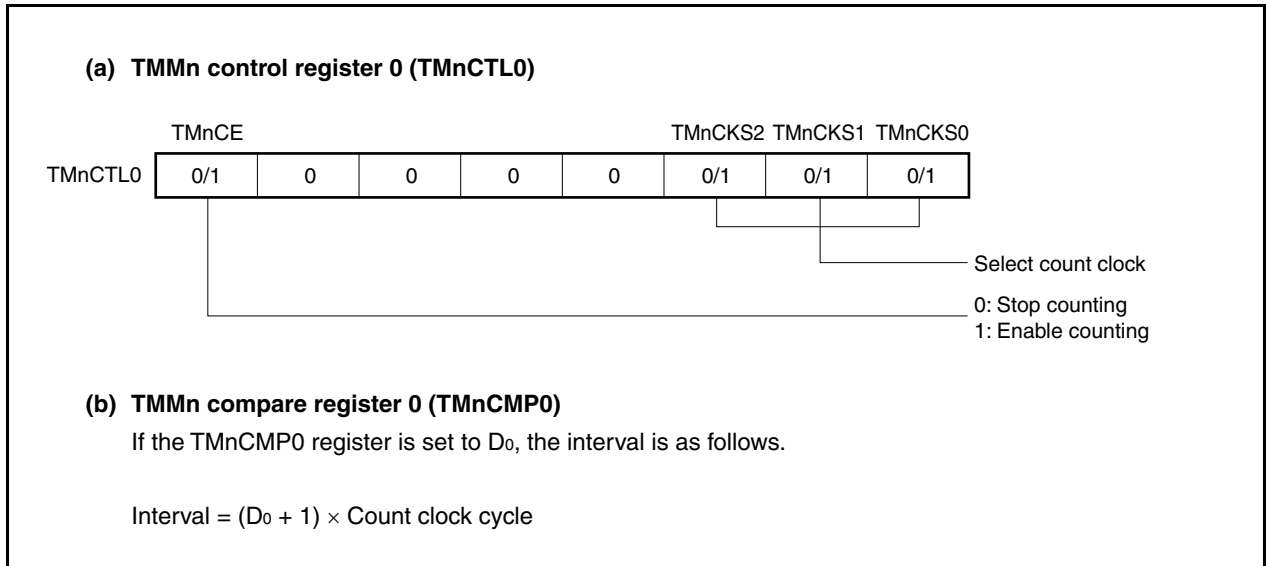 (a) TMMn control register 0 (TMnCTL0)
TMnCE TMnCKS2 TMnCKS1 TMnCKS0
TMnCTL0 0/1 0 0 0 0 0/1 0/1 0/1
Select count clock
0: Stop counting
1: Enable counting
(b) TMMn compare register 0 (TMnCMP0)
If the TMnCMP0 register is set to D₀, the interval is as follows.
Interval = (D₀ + 1) × Count clock cycle